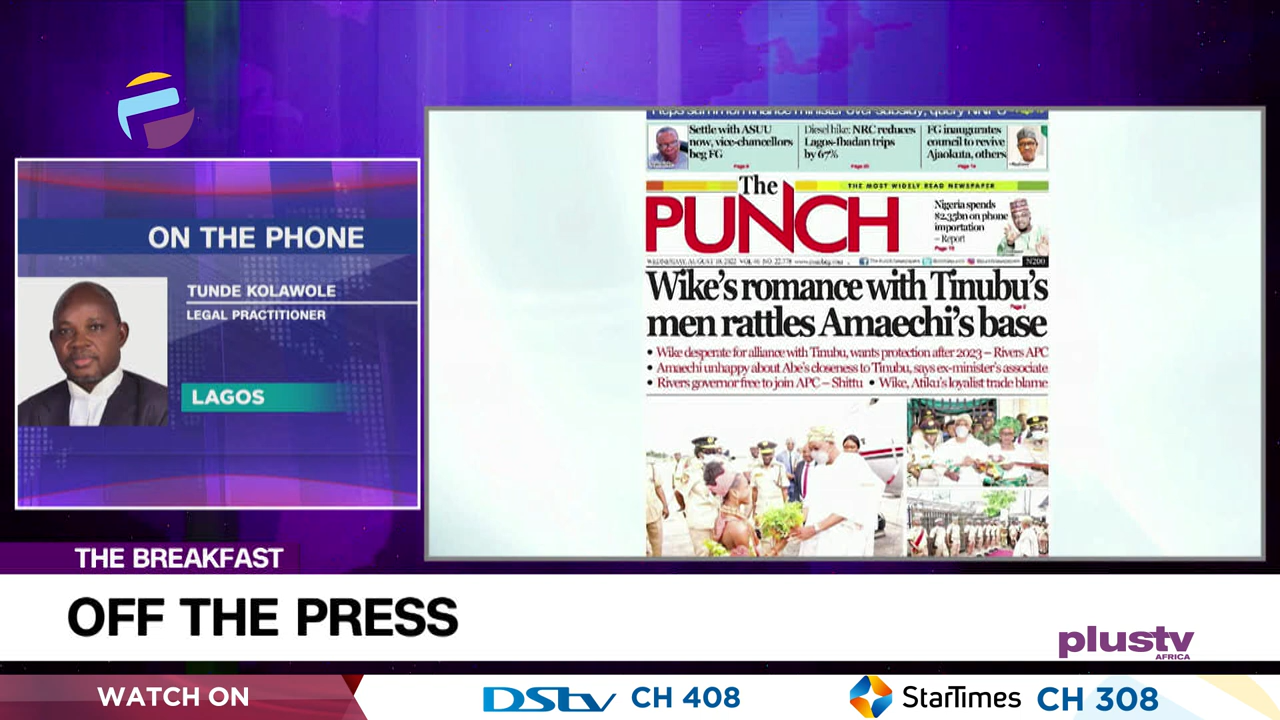 ON THE PHONE
TUNDE KOLAWOLE
LEGAL PRACTITIONER
LAGOS
Settle with ASUU
now, vice-chancellors
beg FG
Diesel hike: NRC reduces
Lagos-Ibadan trips
by 67%
FG inaugurates
council to revive
Ajaokuta, others
The
PUNCH
THE MOST WIDELY READ NEWSPAPER
Nigeria spends
$2.35bn on phone
importation
– Report
WEDNESDAY, AUGUST 10, 2022
N200
Wike's romance with Tinubu's
men rattles Amaechi's base
• Wike desperate for alliance with Tinubu, wants protection after 2023 – Rivers APC
• Amaechi unhappy about Abe's closeness to Tinubu, says ex-minister's associate
• Rivers governor free to join APC – Shittu • Wike, Atiku's loyalist trade blame
THE BREAKFAST
OFF THE PRESS
plustv
AFRICA
WATCH ON
DStv CH 408
StarTimes CH 308